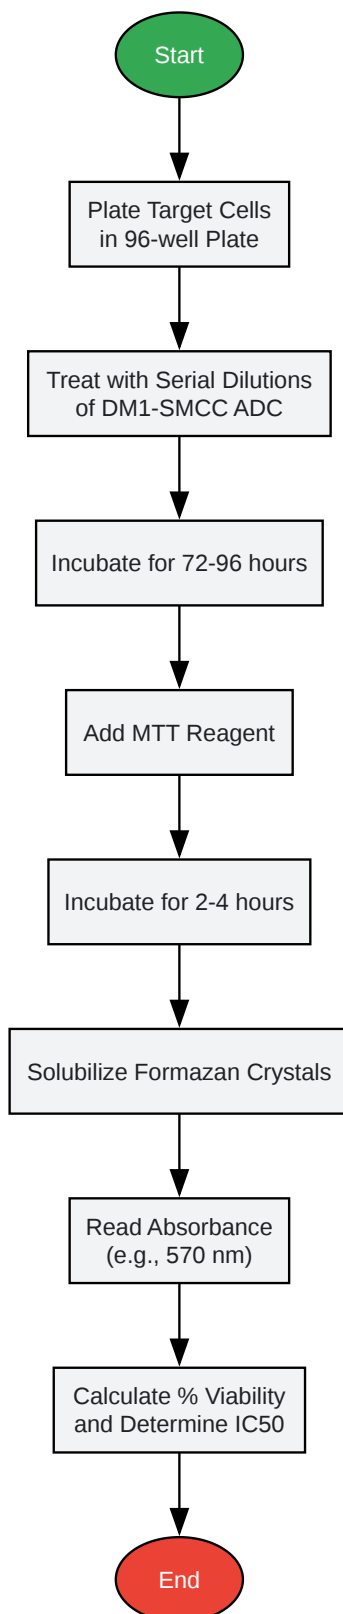 Start
Plate Target Cells
in 96-well Plate
Treat with Serial Dilutions
of DM1-SMCC ADC
Incubate for 72-96 hours
Add MTT Reagent
Incubate for 2-4 hours
Solubilize Formazan Crystals
Read Absorbance
(e.g., 570 nm)
Calculate % Viability
and Determine IC50
End